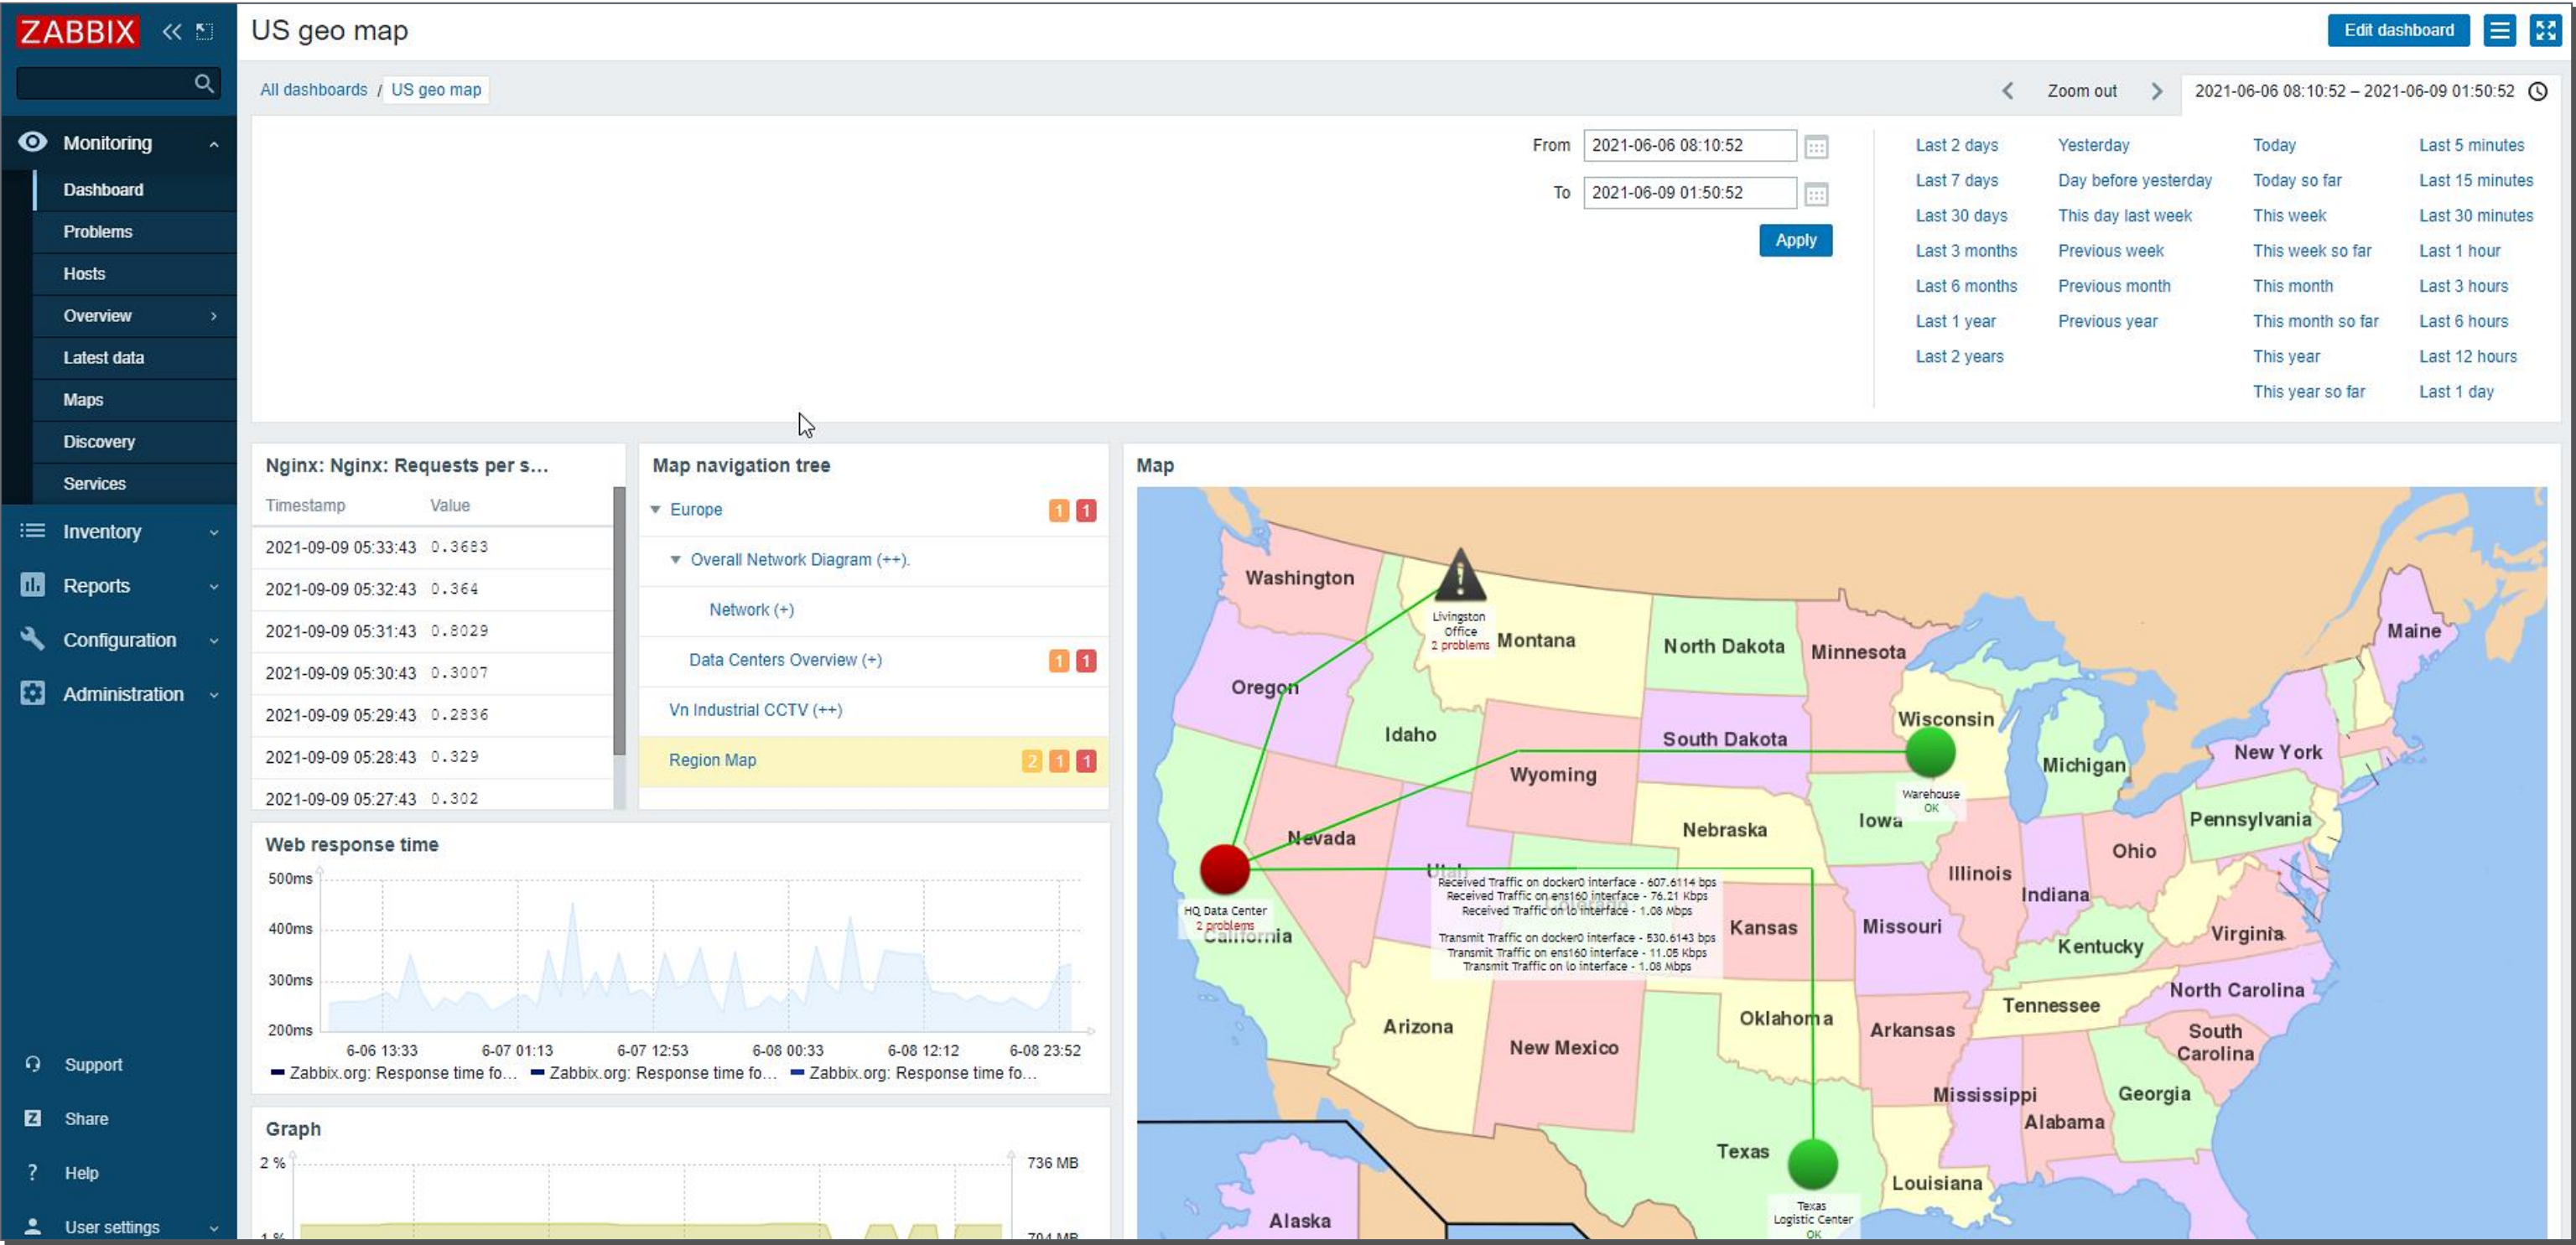 ZABBIX
US geo map
Edit dashboard
All dashboards / US geo map
Zoom out
2021-06-06 08:10:52 – 2021-06-09 01:50:52
Monitoring
Dashboard
Problems
Hosts
Overview
Latest data
Maps
Discovery
Services
Inventory
Reports
Configuration
Administration
Support
Share
Help
User settings
From 2021-06-06 08:10:52
To 2021-06-09 01:50:52
Apply
Last 2 days Yesterday Today Last 5 minutes
Last 7 days Day before yesterday Today so far Last 15 minutes
Last 30 days This day last week This week Last 30 minutes
Last 3 months Previous week This week so far Last 1 hour
Last 6 months Previous month This month Last 3 hours
Last 1 year Previous year This month so far Last 6 hours
Last 2 years This year Last 12 hours
This year so far Last 1 day
Nginx: Nginx: Requests per s...
Timestamp Value
2021-09-09 05:33:43 0.3683
2021-09-09 05:32:43 0.364
2021-09-09 05:31:43 0.8029
2021-09-09 05:30:43 0.3007
2021-09-09 05:29:43 0.2836
2021-09-09 05:28:43 0.329
2021-09-09 05:27:43 0.302
Map navigation tree
Europe 1 1
Overall Network Diagram (++).
Network (+)
Data Centers Overview (+) 1 1
Vn Industrial CCTV (++)
Region Map 2 1 1
Web response time
500ms
400ms
300ms
200ms
6-06 13:33 6-07 01:13 6-07 12:53 6-08 00:33 6-08 12:12 6-08 23:52
Zabbix.org: Response time fo... Zabbix.org: Response time fo... Zabbix.org: Response time fo...
Graph
2 % 736 MB
1 % 704 MB
Map
Washington
Livingston
Office
2 problems
Montana
North Dakota
Minnesota
Maine
Oregon
Idaho
South Dakota
Wisconsin
Michigan
New York
Wyoming
Warehouse
OK
Iowa
Nebraska
Nevada
Utah
Pennsylvania
Ohio
Illinois
Indiana
HQ Data Center
2 problems
California
Received Traffic on docker0 interface - 607.6114 bps
Received Traffic on ens160 interface - 76.21 Kbps
Received Traffic on lo interface - 1.08 Mbps
Colorado
Transmit Traffic on docker0 interface - 530.6143 bps
Transmit Traffic on ens160 interface - 11.05 Kbps
Transmit Traffic on lo interface - 1.08 Mbps
Kansas
Missouri
Kentucky
Virginia
Arizona
New Mexico
Oklahoma
Arkansas
Tennessee
North Carolina
South
Carolina
Mississippi
Alabama
Georgia
Texas
Louisiana
Texas
Logistic Center
OK
Alaska